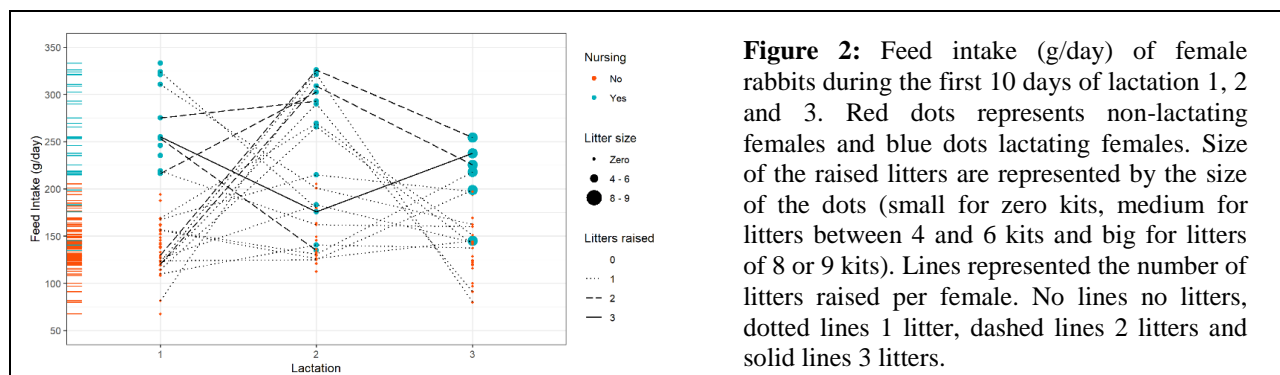 350
300
250
200
150
100
50
Feed Intake (g/day)
1
2
3
Lactation
Nursing
No
Yes
Litter size
Zero
4 - 6
8 - 9
Litters raised
0
1
2
3
Figure 2: Feed intake (g/day) of female
rabbits during the first 10 days of lactation 1, 2
and 3. Red dots represents non-lactating
females and blue dots lactating females. Size
of the raised litters are represented by the size
of the dots (small for zero kits, medium for
litters between 4 and 6 kits and big for litters
of 8 or 9 kits). Lines represented the number of
litters raised per female. No lines no litters,
dotted lines 1 litter, dashed lines 2 litters and
solid lines 3 litters.